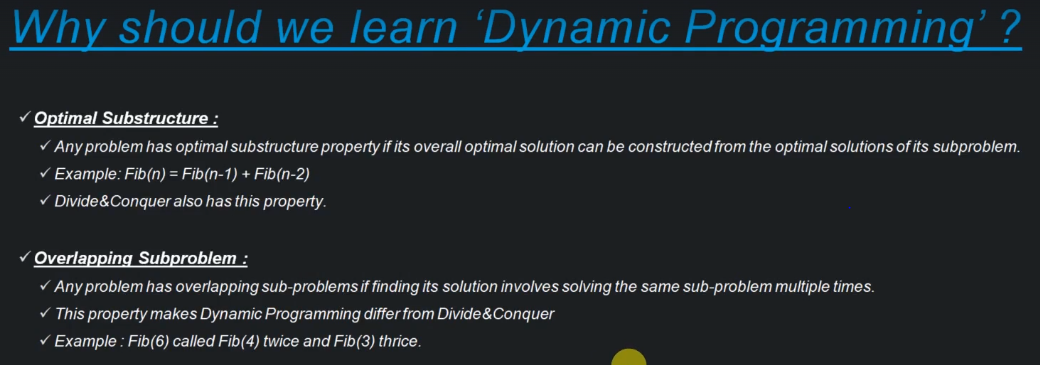 Why should we learn ‘Dynamic Programming’ ?
✓ Optimal Substructure :
✓ Any problem has optimal substructure property if its overall optimal solution can be constructed from the optimal solutions of its subproblem.
✓ Example: Fib(n) = Fib(n-1) + Fib(n-2)
✓ Divide&Conquer also has this property.
✓ Overlapping Subproblem :
✓ Any problem has overlapping sub-problems if finding its solution involves solving the same sub-problem multiple times.
✓ This property makes Dynamic Programming differ from Divide&Conquer
✓ Example : Fib(6) called Fib(4) twice and Fib(3) thrice.